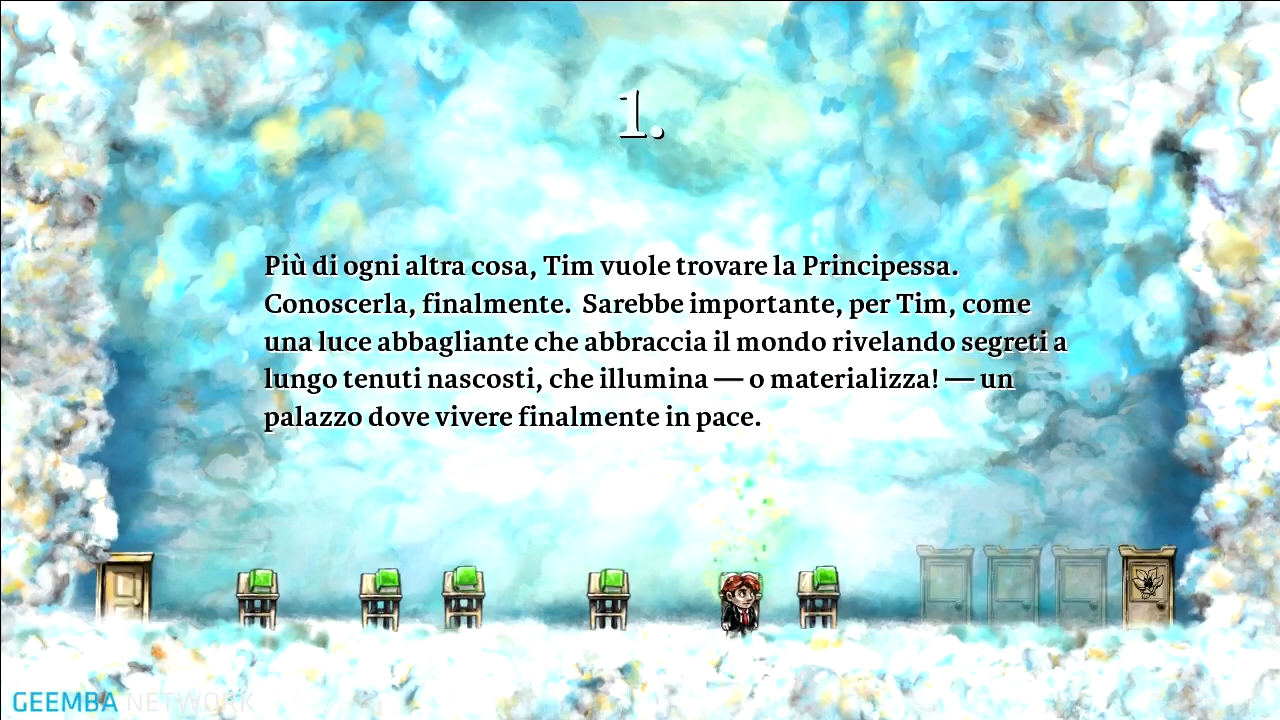 1.
Più di ogni altra cosa, Tim vuole trovare la Principessa.
Conoscerla, finalmente. Sarebbe importante, per Tim, come
una luce abbagliante che abbraccia il mondo rivelando segreti a
lungo tenuti nascosti, che illumina — o materializza! — un
palazzo dove vivere finalmente in pace.
GEEMBA NETWORK